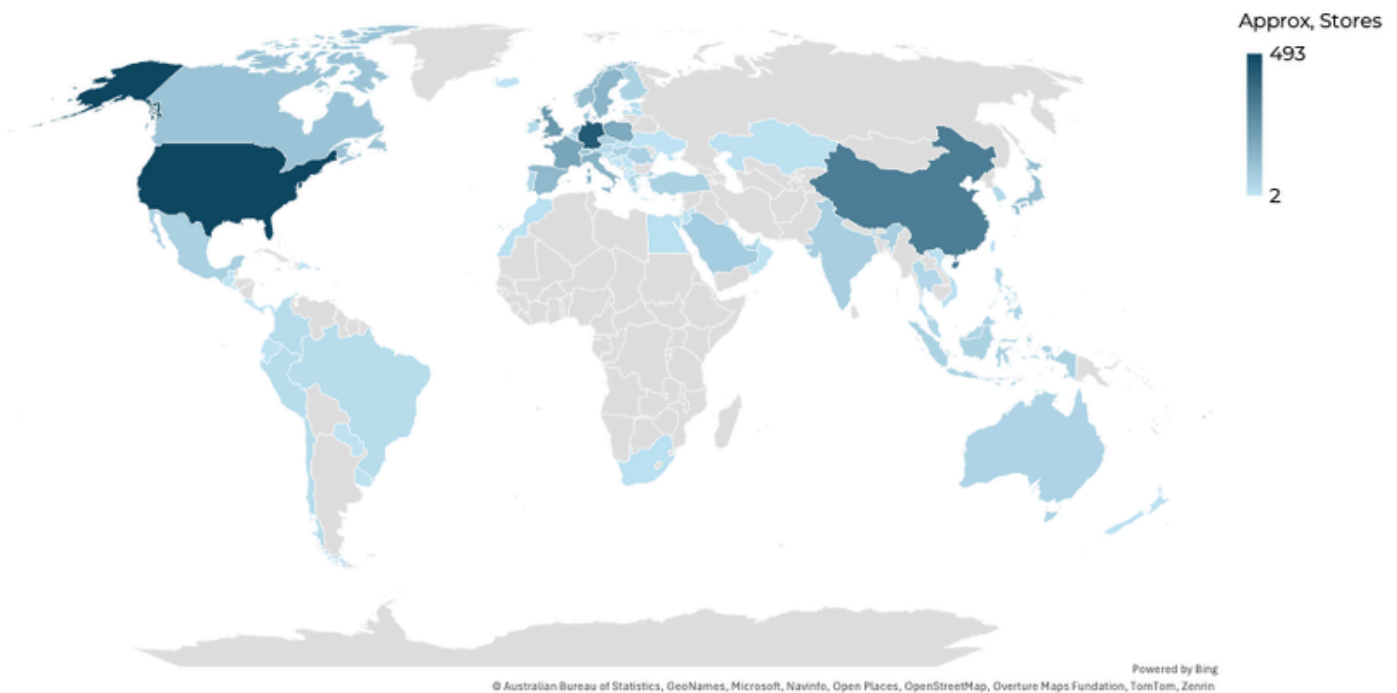 Approx, Stores
493
2
Powered by Bing
© Australian Bureau of Statistics, GeoNames, Microsoft, Navinfo, Open Places, OpenStreetMap, Overture Maps Fundation, TomTom, Zenrin